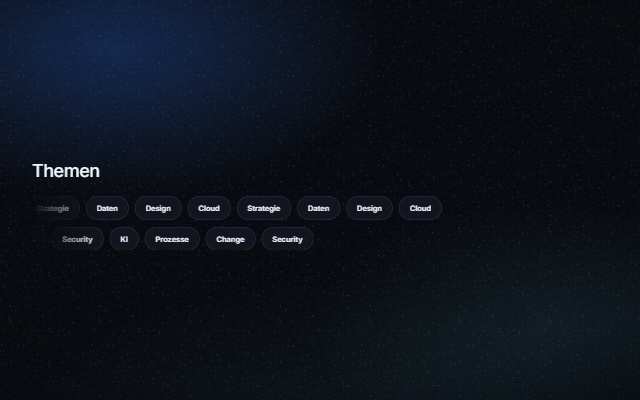 Themen
Strategie Daten Design Cloud Strategie Daten Design Cloud
Security KI Prozesse Change Security